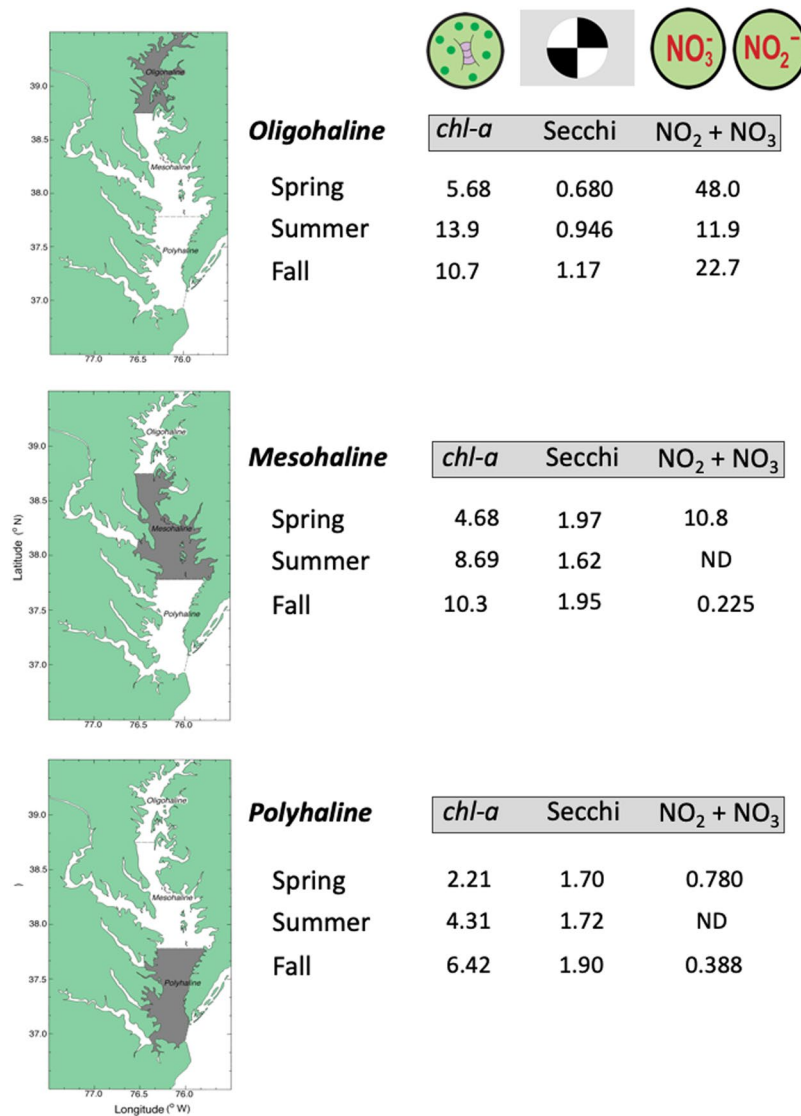 NO₃⁻ NO₂⁻
Oligohaline chl-a Secchi NO₂ + NO₃
Spring 5.68 0.680 48.0
Summer 13.9 0.946 11.9
Fall 10.7 1.17 22.7
39.0
38.5
38.0
37.5
37.0
Oligohaline
Mesohaline
Polyhaline
77.0 76.5 76.0
Mesohaline chl-a Secchi NO₂ + NO₃
Spring 4.68 1.97 10.8
Summer 8.69 1.62 ND
Fall 10.3 1.95 0.225
Latitude (° N)
39.0
38.5
38.0
37.5
37.0
Oligohaline
Mesohaline
Polyhaline
77.0 76.5 76.0
Polyhaline chl-a Secchi NO₂ + NO₃
Spring 2.21 1.70 0.780
Summer 4.31 1.72 ND
Fall 6.42 1.90 0.388
)
39.0
38.5
38.0
37.5
37.0
Oligohaline
Mesohaline
Polyhaline
77.0 76.5 76.0
Longitude (° W)